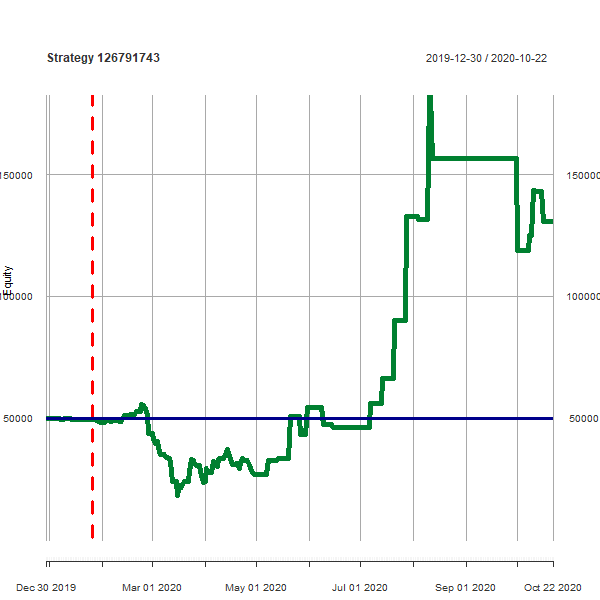 Strategy 126791743
2019-12-30 / 2020-10-22
150000
150000
Equity
100000
100000
50000
50000
Dec 30 2019
Mar 01 2020
May 01 2020
Jul 01 2020
Sep 01 2020
Oct 22 2020